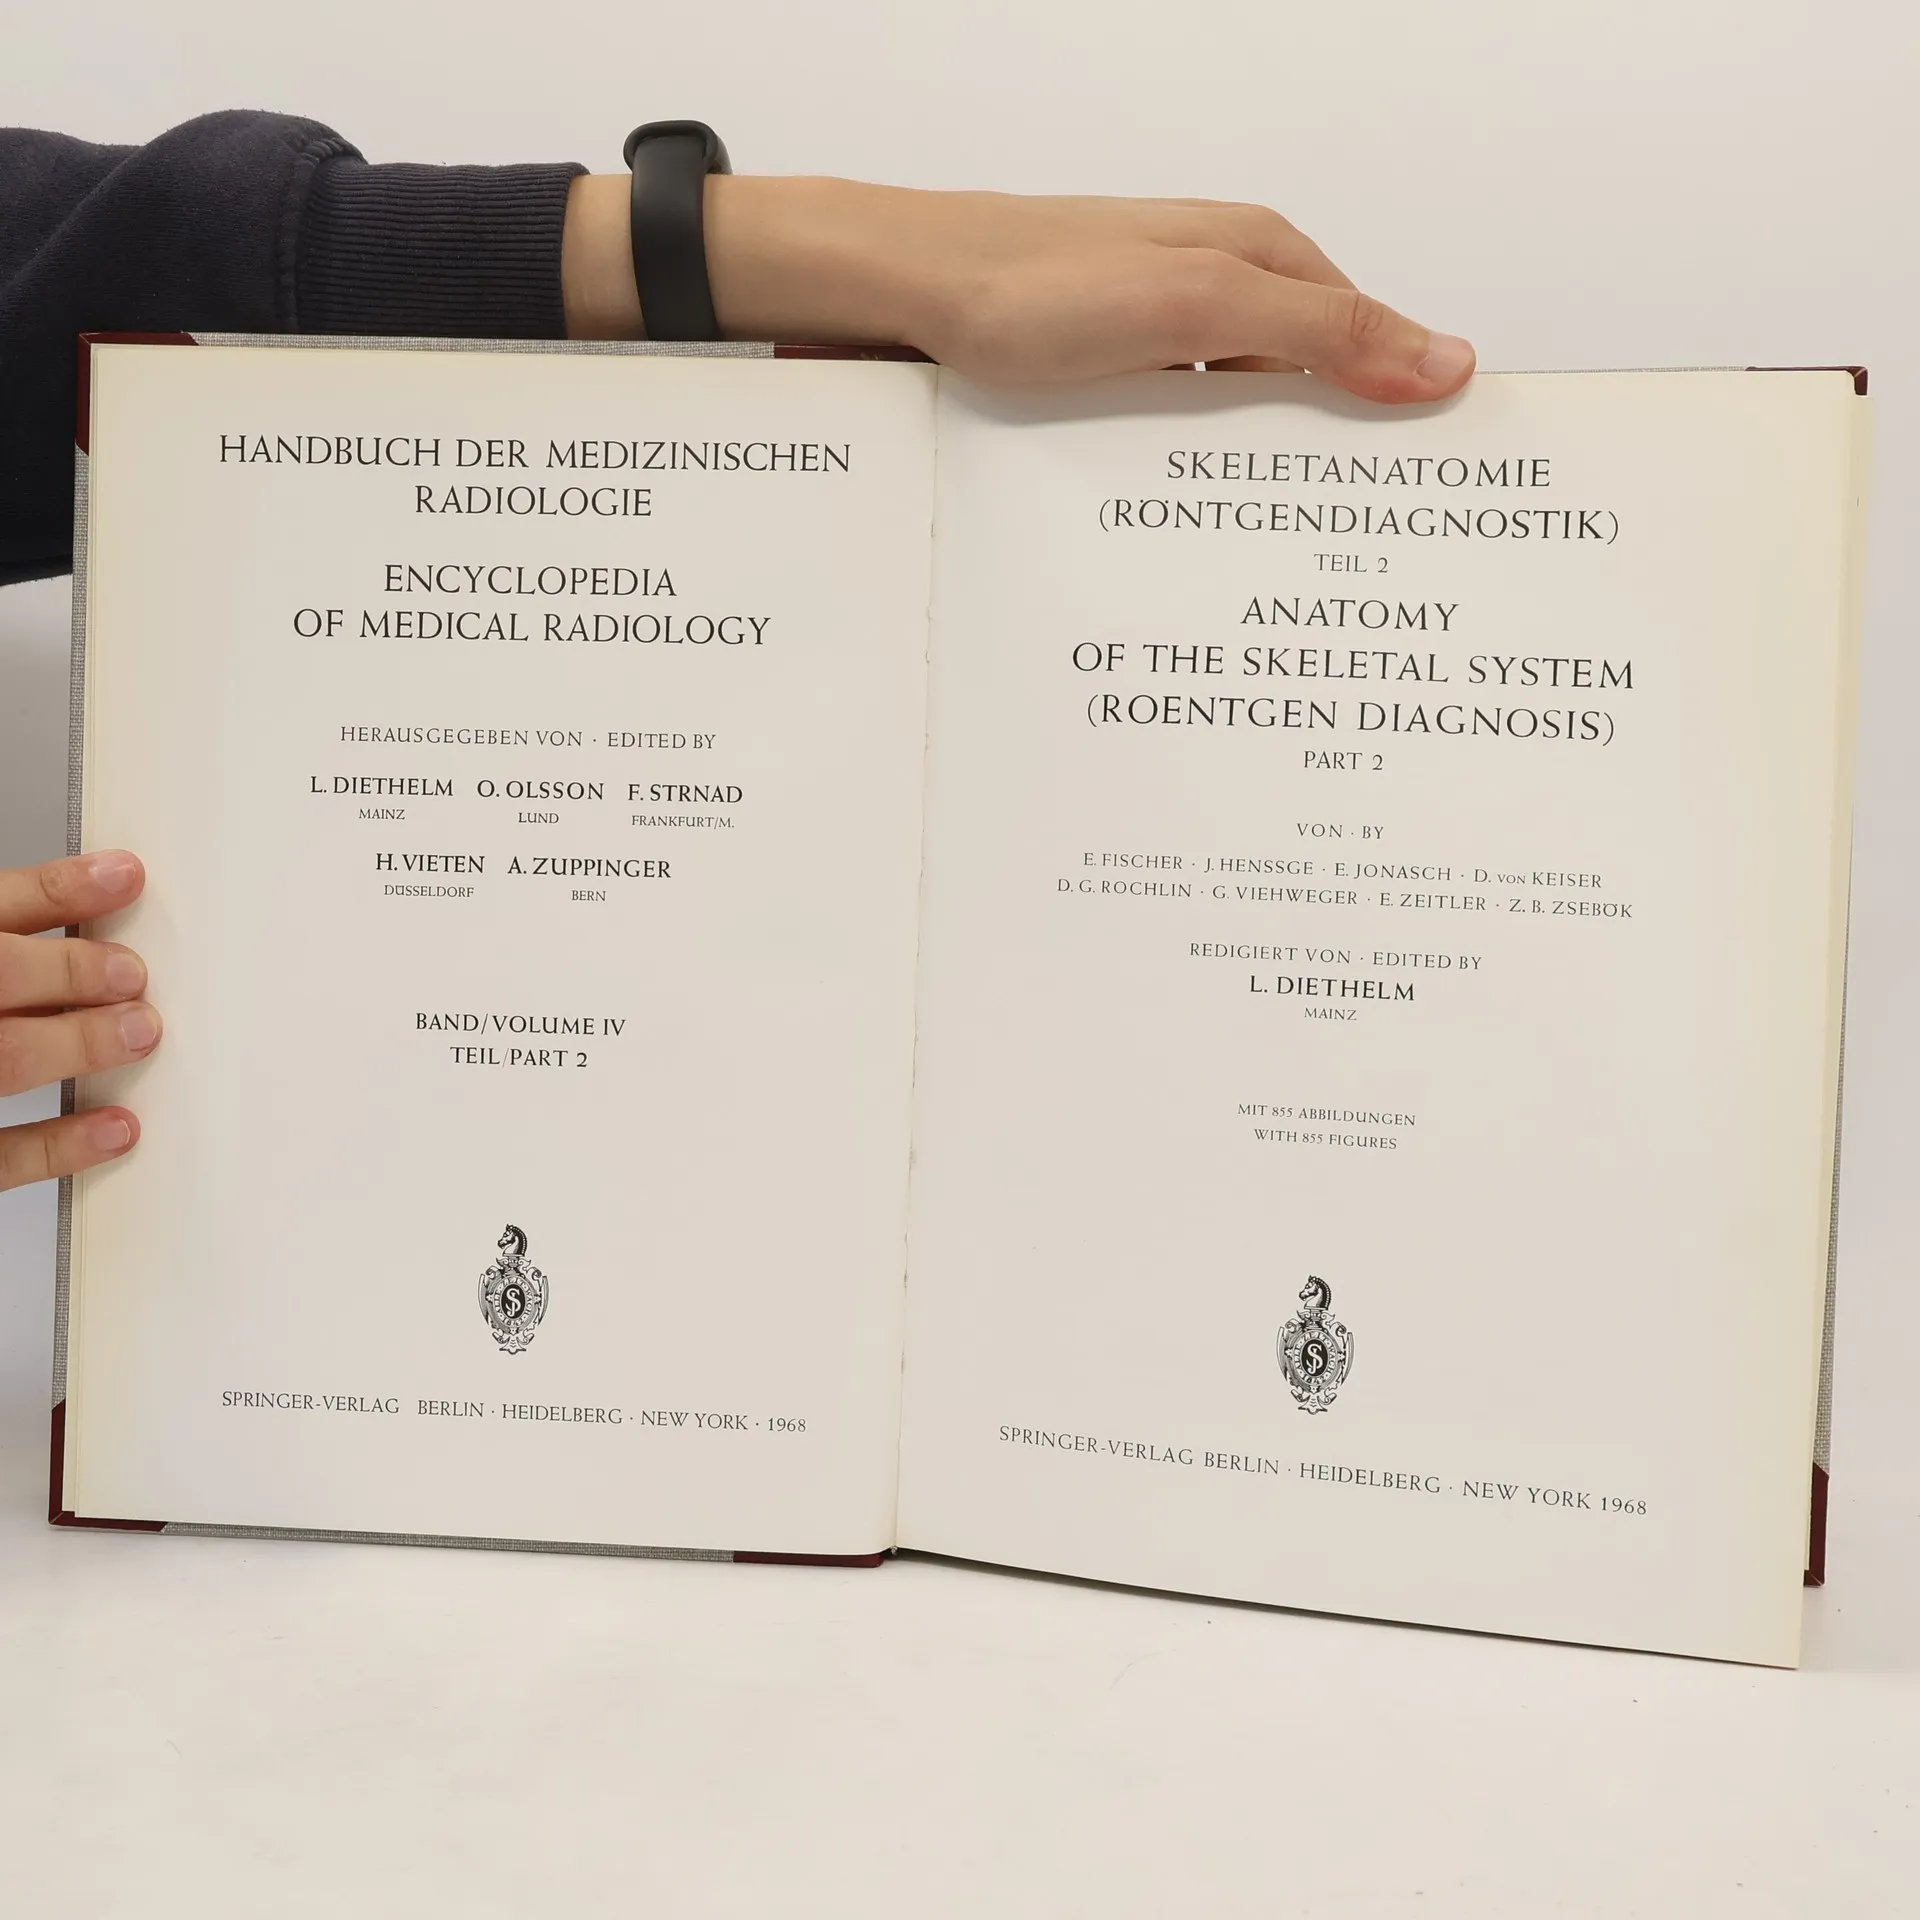 HANDBUCH DER MEDIZINISCHEN
RADIOLOGIE
ENCYCLOPEDIA
OF MEDICAL RADIOLOGY
HERAUSGEGEBEN VON · EDITED BY
L. DIETHELM O. OLSSON F. STRNAD
MAINZ LUND FRANKFURT/M.
H. VIETEN A. ZUPPINGER
DÜSSELDORF BERN
BAND/VOLUME IV
TEIL/PART 2
SPRINGER-VERLAG BERLIN · HEIDELBERG · NEW YORK · 1968
SKELETANATOMIE
(RÖNTGENDIAGNOSTIK)
TEIL 2
ANATOMY
OF THE SKELETAL SYSTEM
(ROENTGEN DIAGNOSIS)
PART 2
VON · BY
E. FISCHER · J. HENSSGE · E. JONASCH · D. VON KEISER
D. G. ROCHLIN · G. VIEHWEGER · E. ZEITLER · Z. B. ZSEBÖK
REDIGIERT VON · EDITED BY
L. DIETHELM
MAINZ
MIT 855 ABBILDUNGEN
WITH 855 FIGURES
SPRINGER-VERLAG BERLIN · HEIDELBERG · NEW YORK 1968